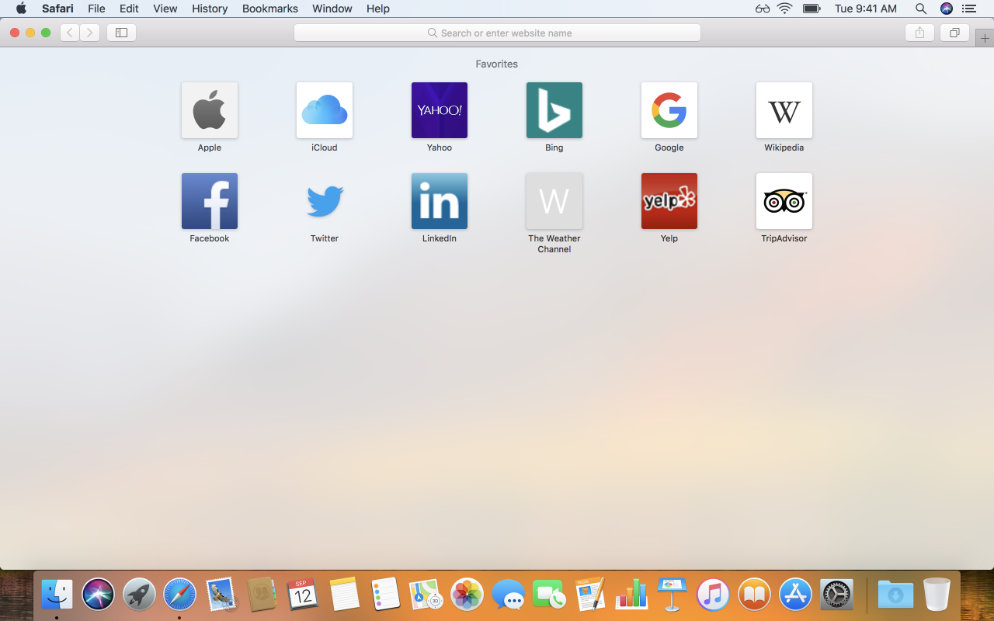 Safari File Edit View History Bookmarks Window Help Tue 9:41 AM
Search or enter website name
Favorites
YAHOO!
W
Apple iCloud Yahoo Bing Google Wikipedia
in W yelp
Facebook Twitter LinkedIn The Weather Yelp TripAdvisor
Channel
SEP
12